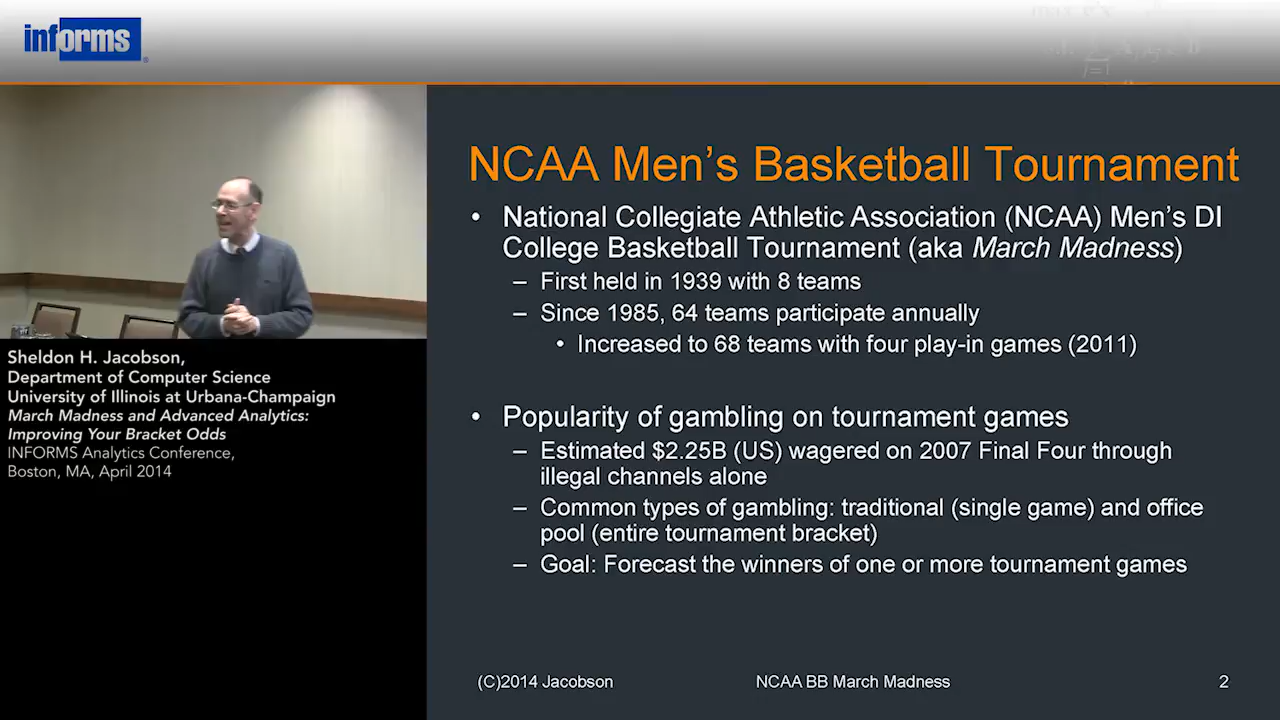 informs
NCAA Men's Basketball Tournament
• National Collegiate Athletic Association (NCAA) Men's DI
College Basketball Tournament (aka March Madness)
– First held in 1939 with 8 teams
– Since 1985, 64 teams participate annually
• Increased to 68 teams with four play-in games (2011)
• Popularity of gambling on tournament games
– Estimated $2.25B (US) wagered on 2007 Final Four through
illegal channels alone
– Common types of gambling: traditional (single game) and office
pool (entire tournament bracket)
– Goal: Forecast the winners of one or more tournament games
(C)2014 Jacobson
NCAA BB March Madness
2
Sheldon H. Jacobson,
Department of Computer Science
University of Illinois at Urbana-Champaign
March Madness and Advanced Analytics:
Improving Your Bracket Odds
INFORMS Analytics Conference,
Boston, MA, April 2014